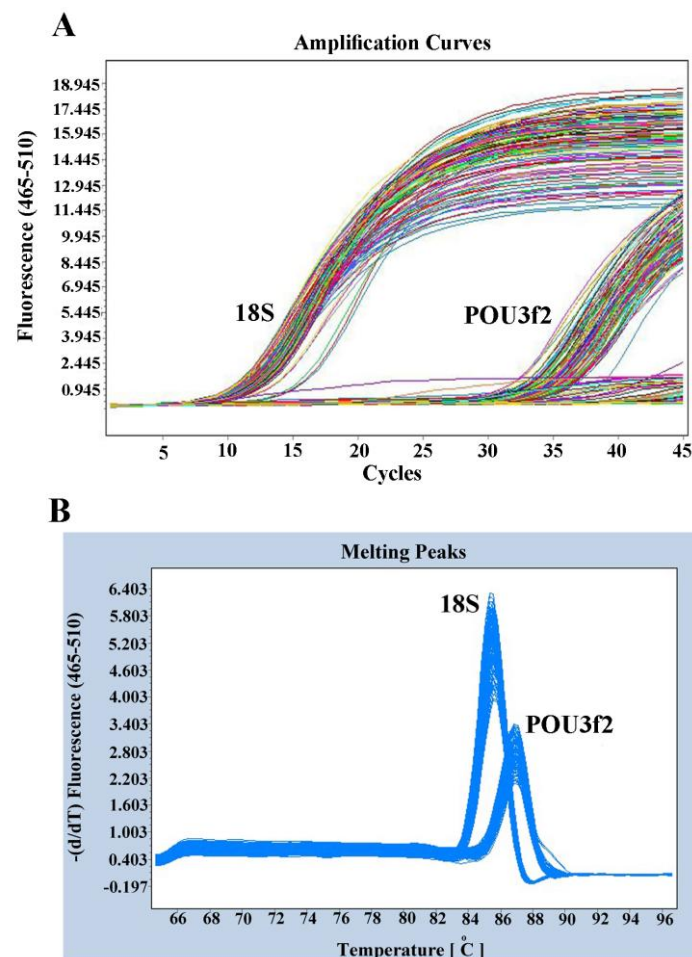 A
Amplification Curves
Fluorescence (465-510)
18.945
17.445
15.945
14.445
12.945
11.445
9.945
8.445
6.945
5.445
3.945
2.445
0.945
18S
POU3f2
5 10 15 20 25 30 35 40 45
Cycles
B
Melting Peaks
-(d/dT) Fluorescence (465-510)
6.403
5.803
5.203
4.603
4.003
3.403
2.803
2.203
1.603
1.003
0.403
-0.197
18S
POU3f2
66 68 70 72 74 76 78 80 82 84 86 88 90 92 94 96
Temperature [ °C ]